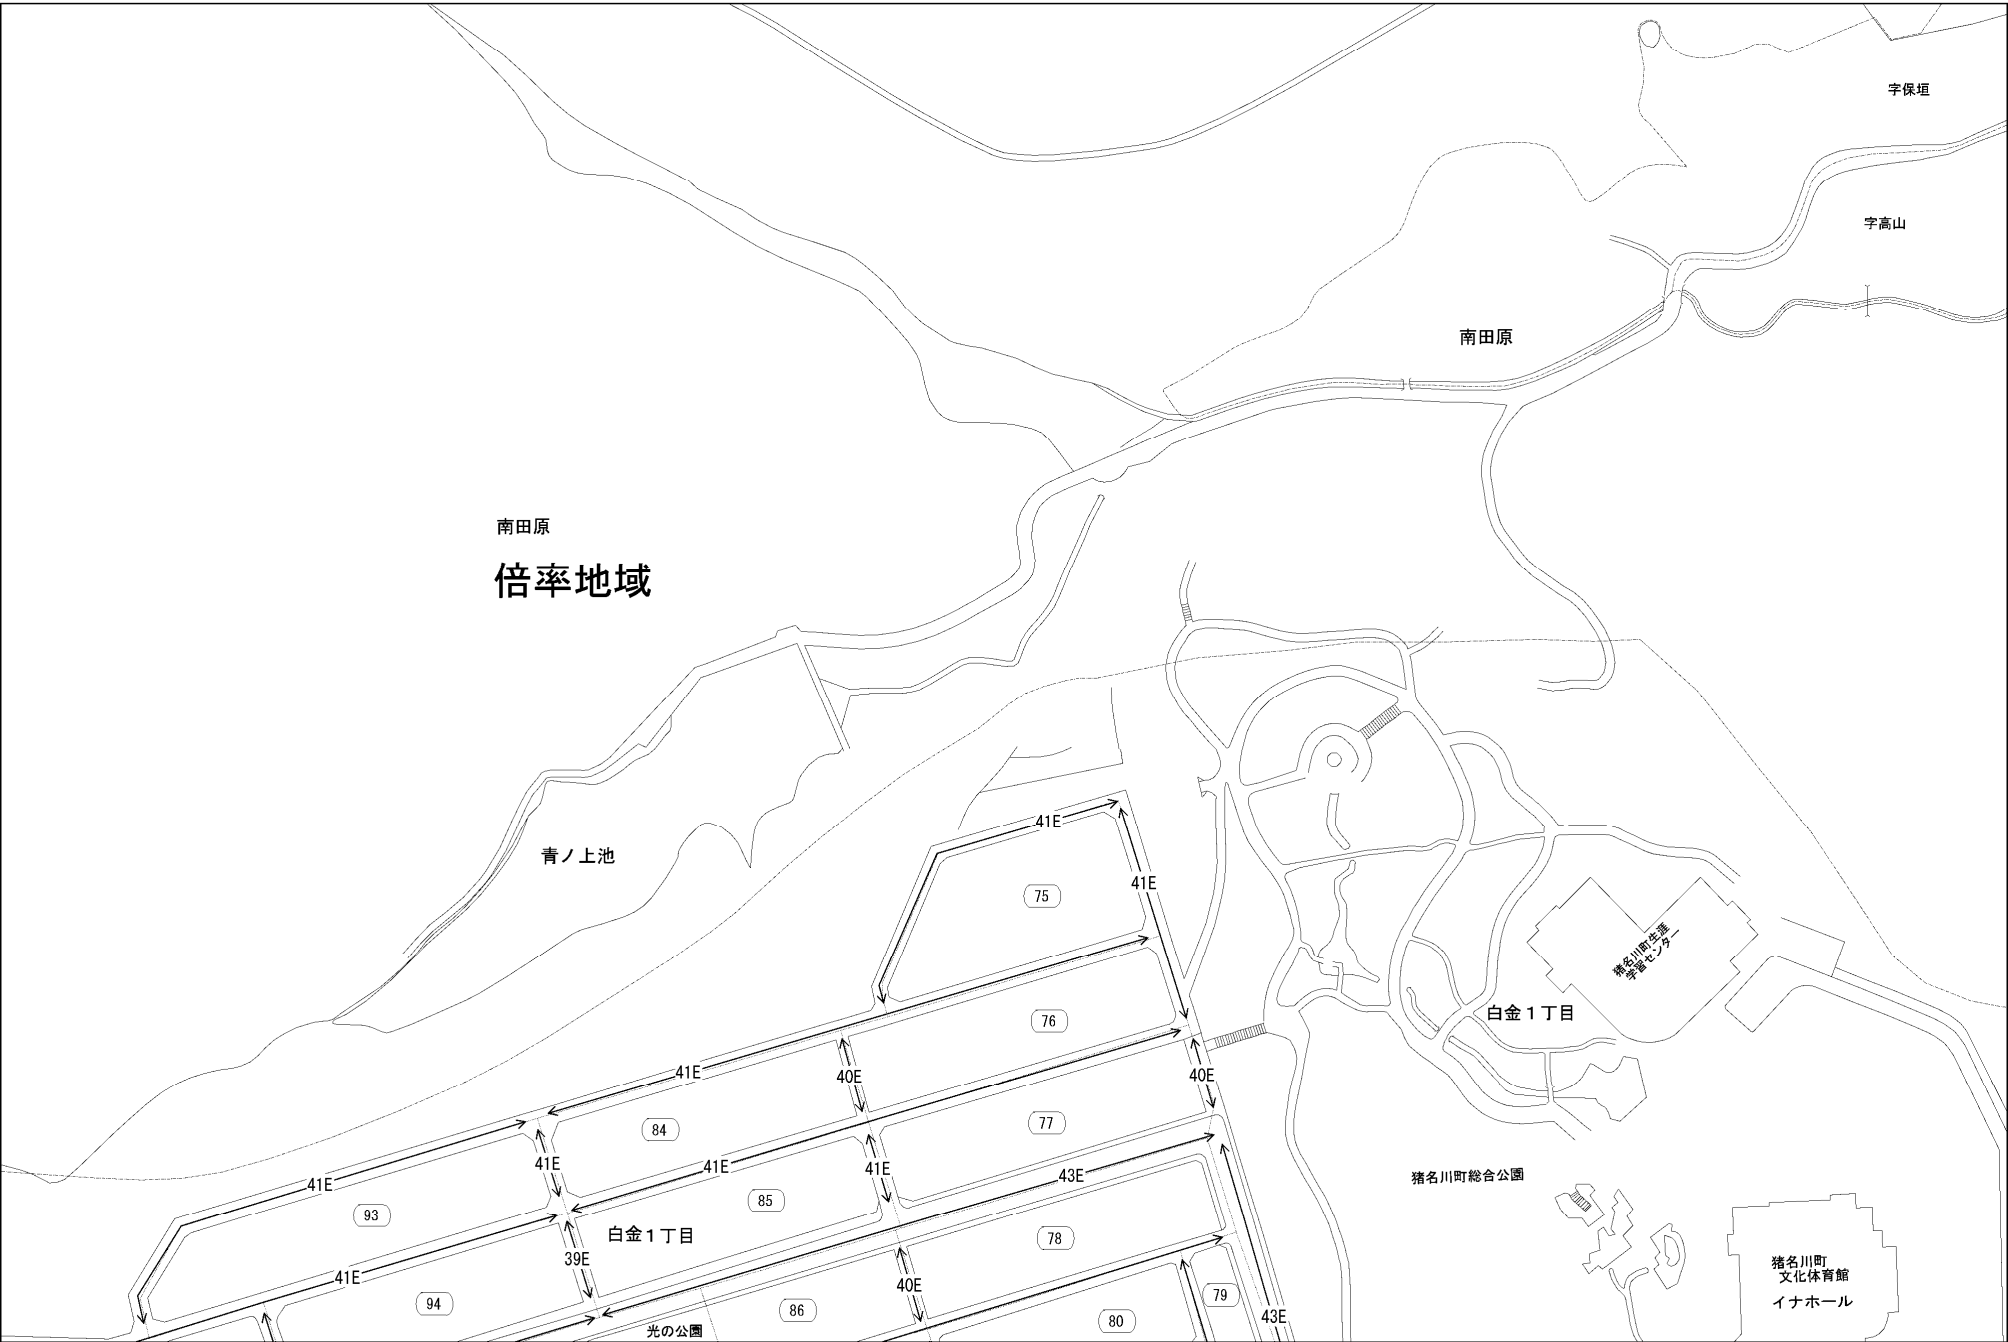 字保垣
字高山
南田原
南田原
倍率地域
青ノ上池
41E
41E
75
猪名川町生涯
学習センター
白金１丁目
76
41E
40E
40E
84
77
41E
41E
41E
43E
猪名川町総合公園
41E
93
85
白金１丁目
78
39E
41E
40E
猪名川町
文化体育館
イナホール
94
86
79
80
43E
光の公園